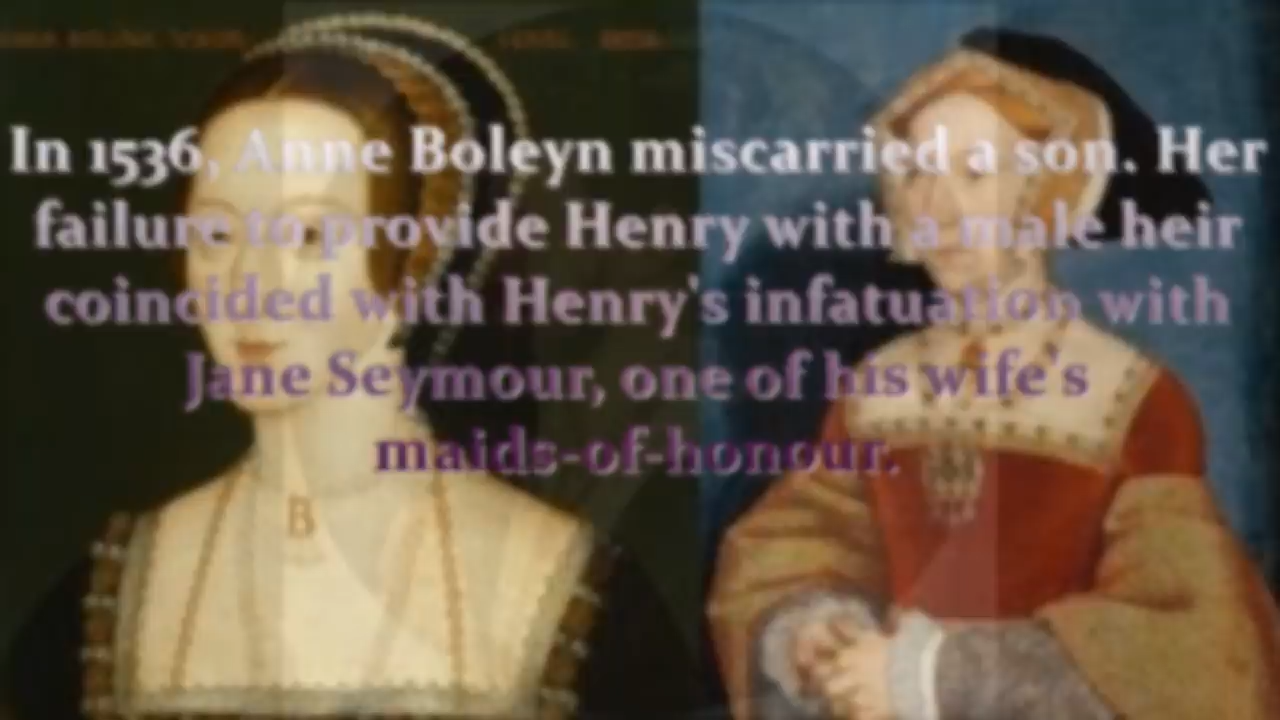 In 1536, Anne Boleyn miscarried a son. Her
failure to provide Henry with a male heir
coincided with Henry's infatuation with
Jane Seymour, one of his wife's
maids-of-honour.
B